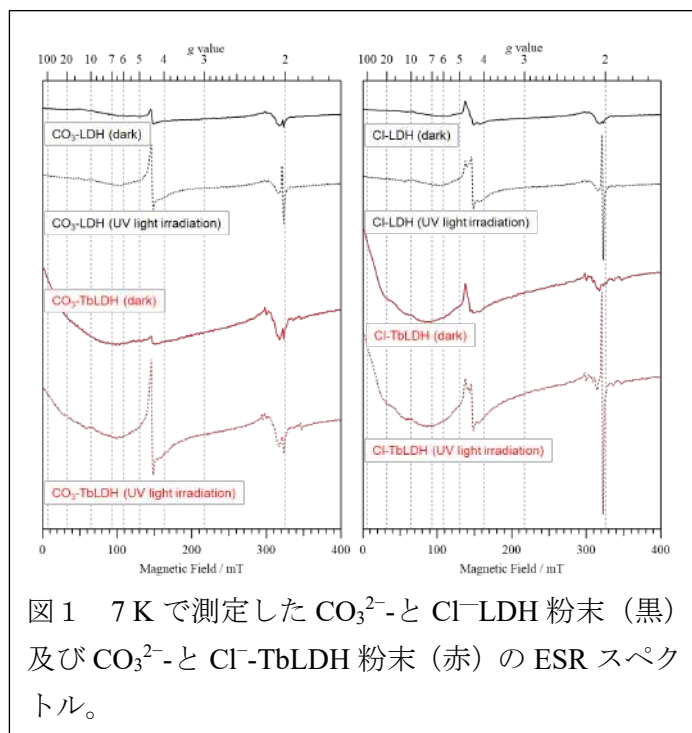 g value
100 20 10 7 6 5 4 3 2
CO₃-LDH (dark)
CO₃-LDH (UV light irradiation)
CO₃-TbLDH (dark)
CO₃-TbLDH (UV light irradiation)
0 100 200 300 400
Magnetic Field / mT
g value
100 20 10 7 6 5 4 3 2
Cl-LDH (dark)
Cl-LDH (UV light irradiation)
Cl-TbLDH (dark)
Cl-TbLDH (UV light irradiation)
0 100 200 300 400
Magnetic Field / mT
図１　7 K で測定した CO₃²⁻-と Cl⁻-LDH 粉末（黒）
及び CO₃²⁻-と Cl⁻-TbLDH 粉末（赤）の ESR スペク
トル。